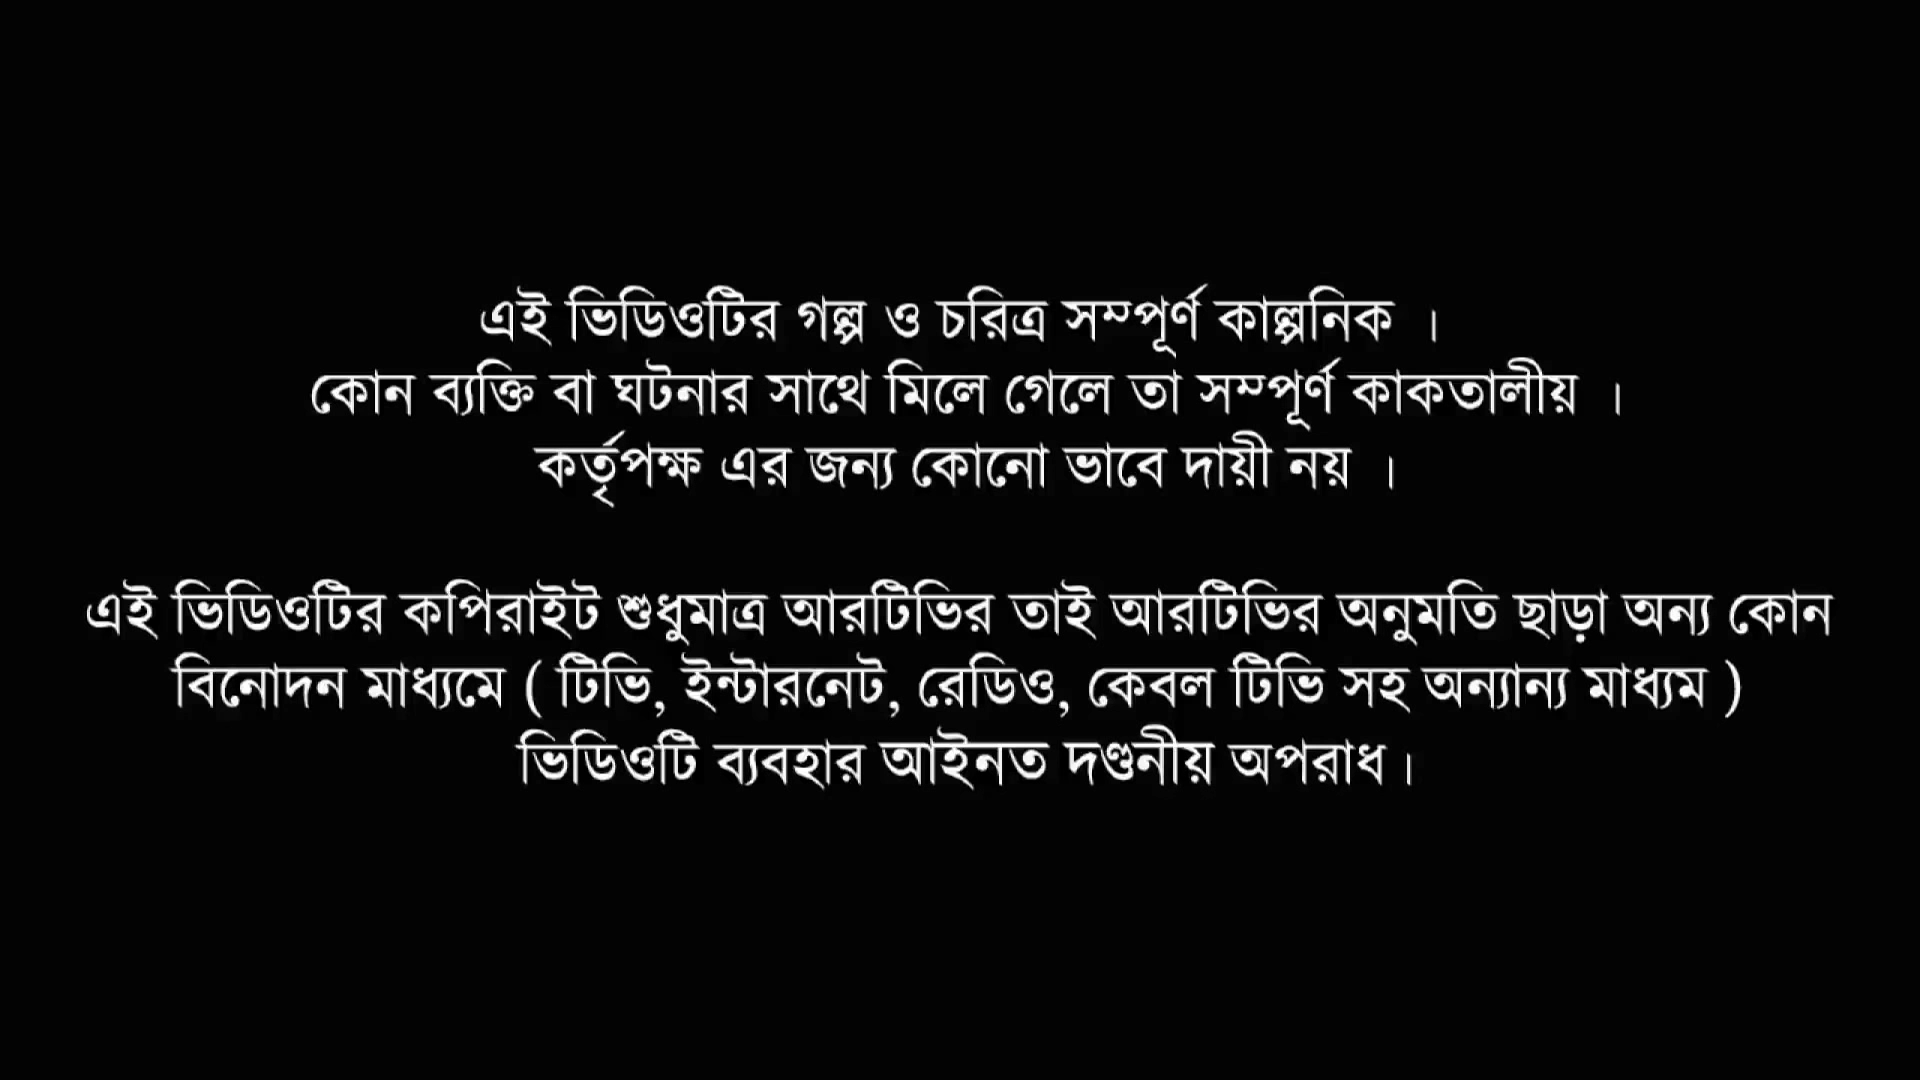 এই ভিডিওটির গল্প ও চরিত্র সম্পূর্ণ কাল্পনিক ।
কোন ব্যক্তি বা ঘটনার সাথে মিলে গেলে তা সম্পূর্ণ কাকতালীয় ।
কর্তৃপক্ষ এর জন্য কোনো ভাবে দায়ী নয় ।
এই ভিডিওটির কপিরাইট শুধুমাত্র আরটিভির তাই আরটিভির অনুমতি ছাড়া অন্য কোন
বিনোদন মাধ্যমে ( টিভি, ইন্টারনেট, রেডিও, কেবল টিভি সহ অন্যান্য মাধ্যম )
ভিডিওটি ব্যবহার আইনত দণ্ডনীয় অপরাধ।